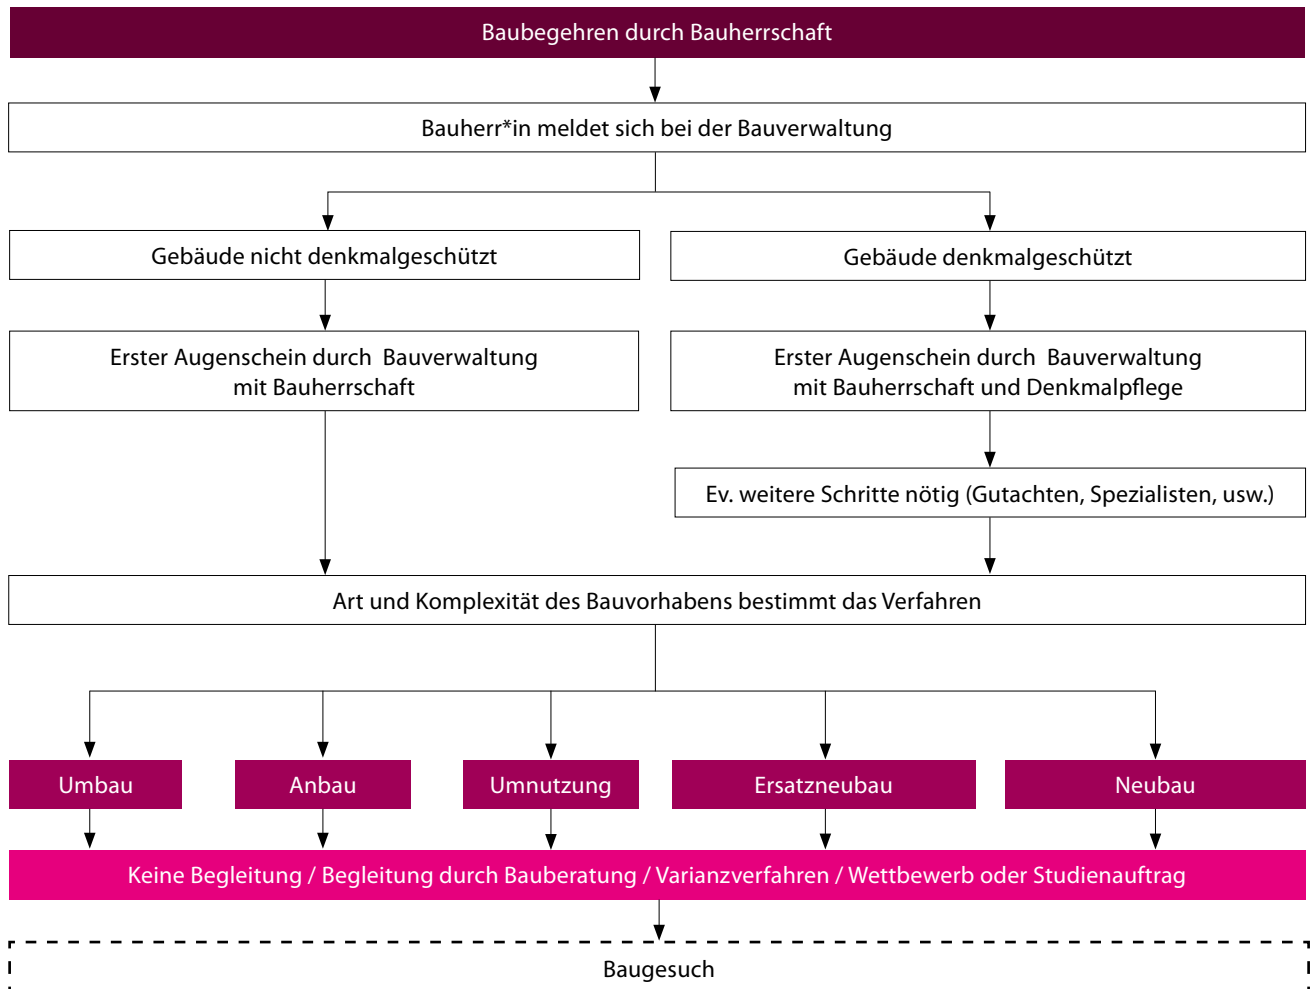 Baubegehren durch Bauherrschaft
Bauherr*in meldet sich bei der Bauverwaltung
Gebäude nicht denkmalgeschützt
Gebäude denkmalgeschützt
Erster Augenschein durch Bauverwaltung
mit Bauherrschaft
Erster Augenschein durch Bauverwaltung
mit Bauherrschaft und Denkmalpflege
Ev. weitere Schritte nötig (Gutachten, Spezialisten, usw.)
Art und Komplexität des Bauvorhabens bestimmt das Verfahren
Umbau
Anbau
Umnutzung
Ersatzneubau
Neubau
Keine Begleitung / Begleitung durch Bauberatung / Varianzverfahren / Wettbewerb oder Studienauftrag
Baugesuch